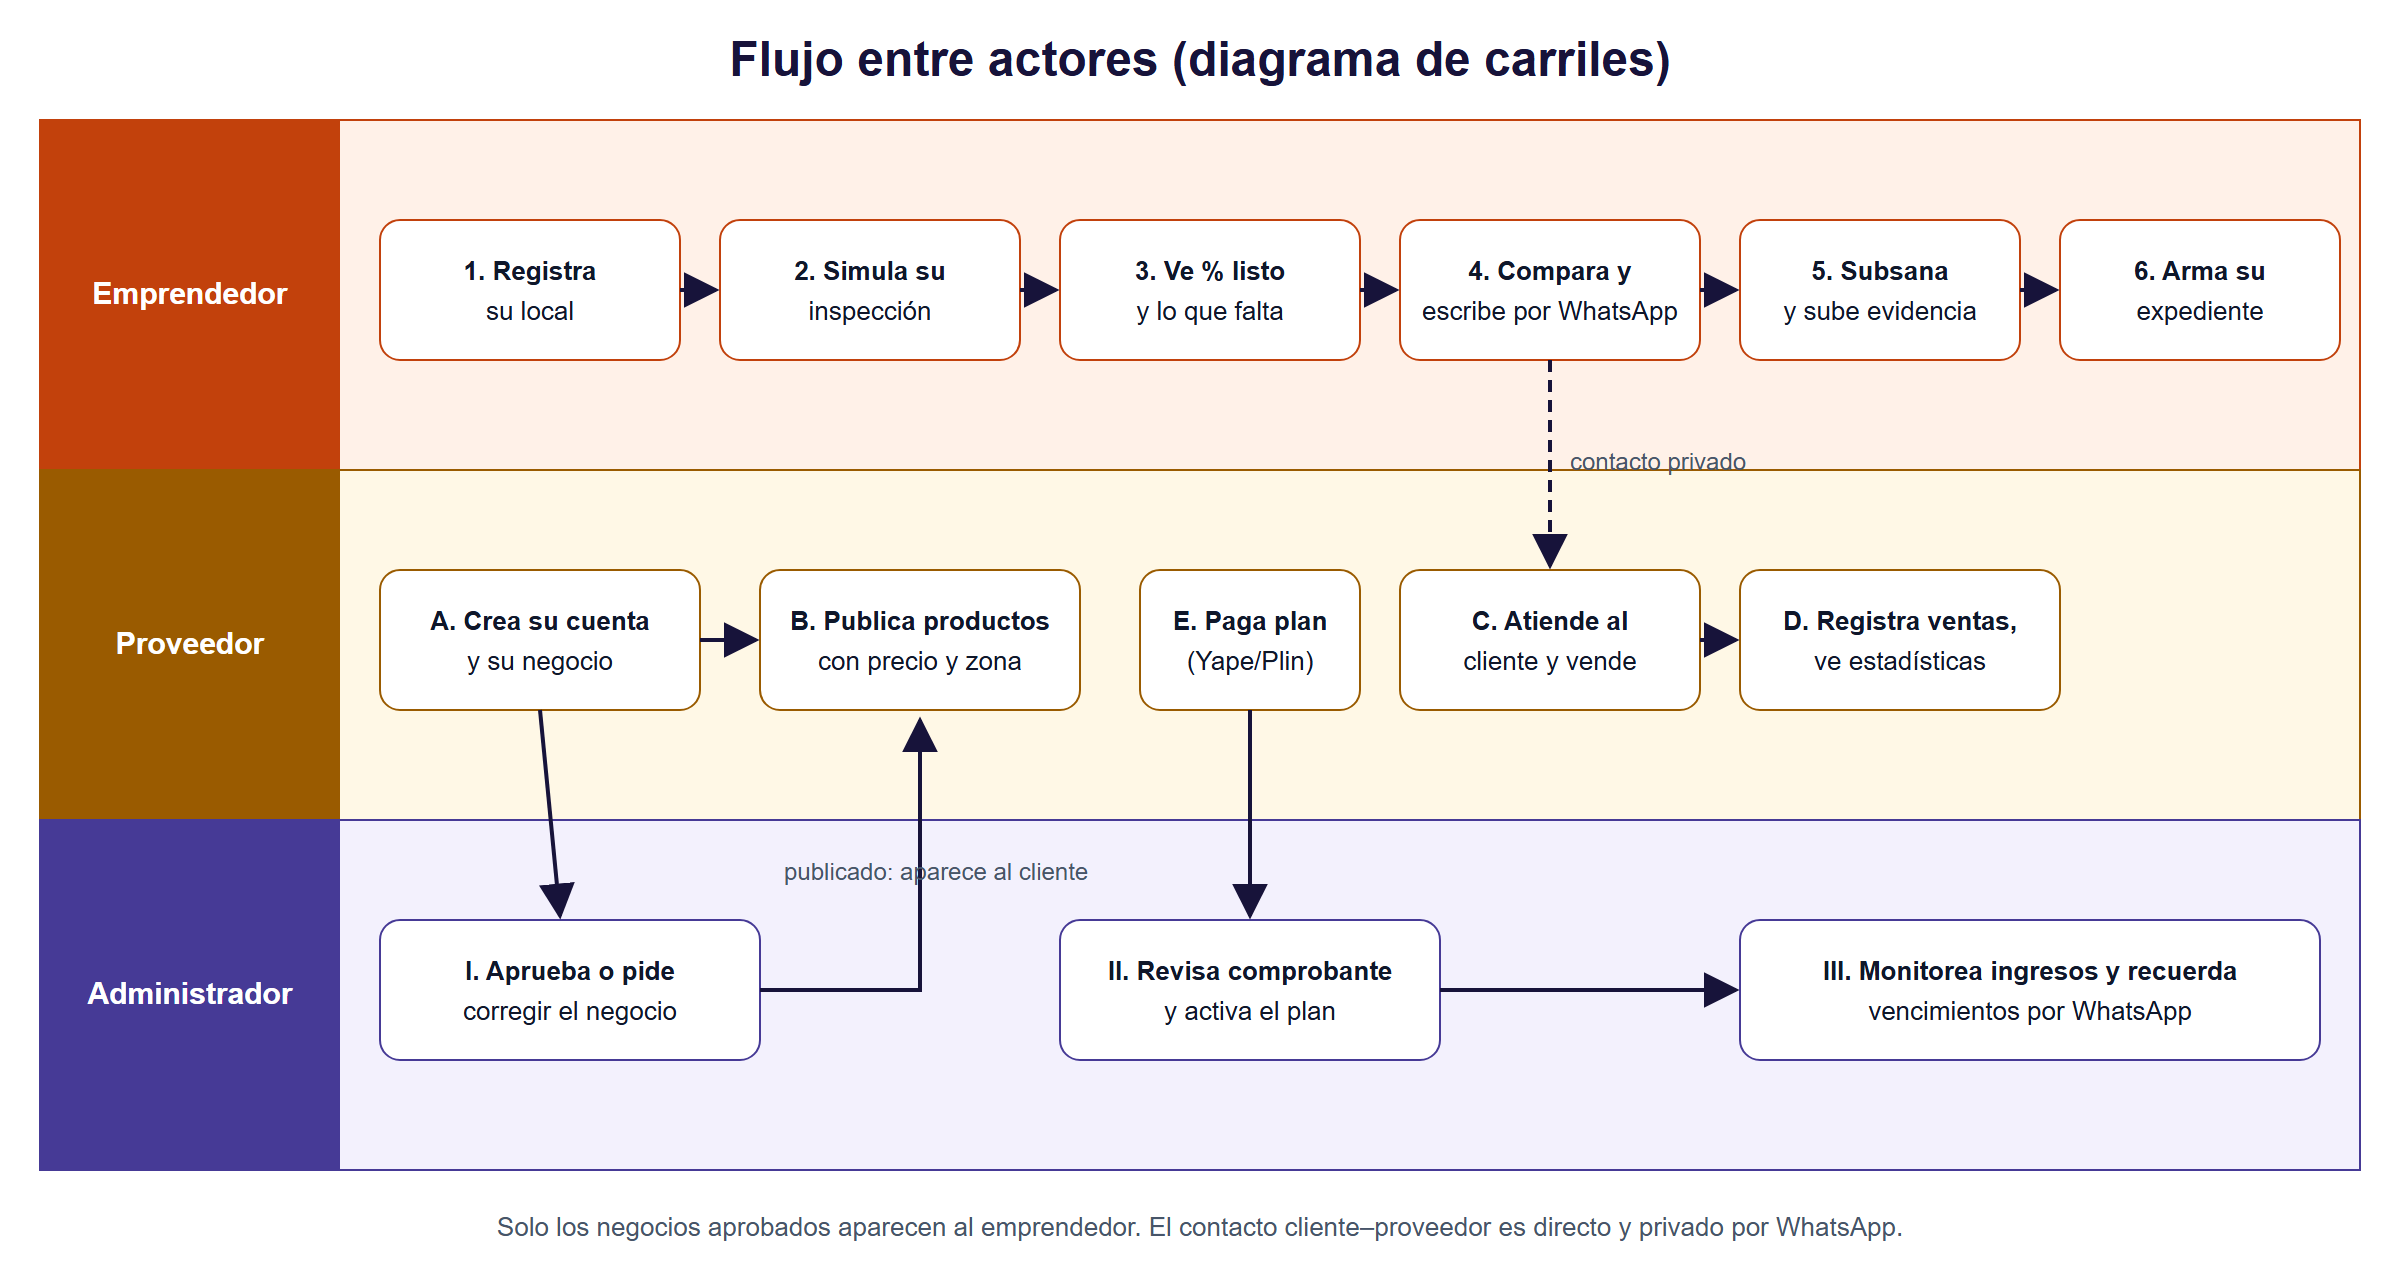 Flujo entre actores (diagrama de carriles)
Emprendedor
1. Registra
su local
2. Simula su
inspección
3. Ve % listo
y lo que falta
4. Compara y
escribe por WhatsApp
5. Subsana
y sube evidencia
6. Arma su
expediente
contacto privado
Proveedor
A. Crea su cuenta
y su negocio
B. Publica productos
con precio y zona
E. Paga plan
(Yape/Plin)
C. Atiende al
cliente y vende
D. Registra ventas,
ve estadísticas
publicado: aparece al cliente
Administrador
I. Aprueba o pide
corregir el negocio
II. Revisa comprobante
y activa el plan
III. Monitorea ingresos y recuerda
vencimientos por WhatsApp
Solo los negocios aprobados aparecen al emprendedor. El contacto cliente–proveedor es directo y privado por WhatsApp.